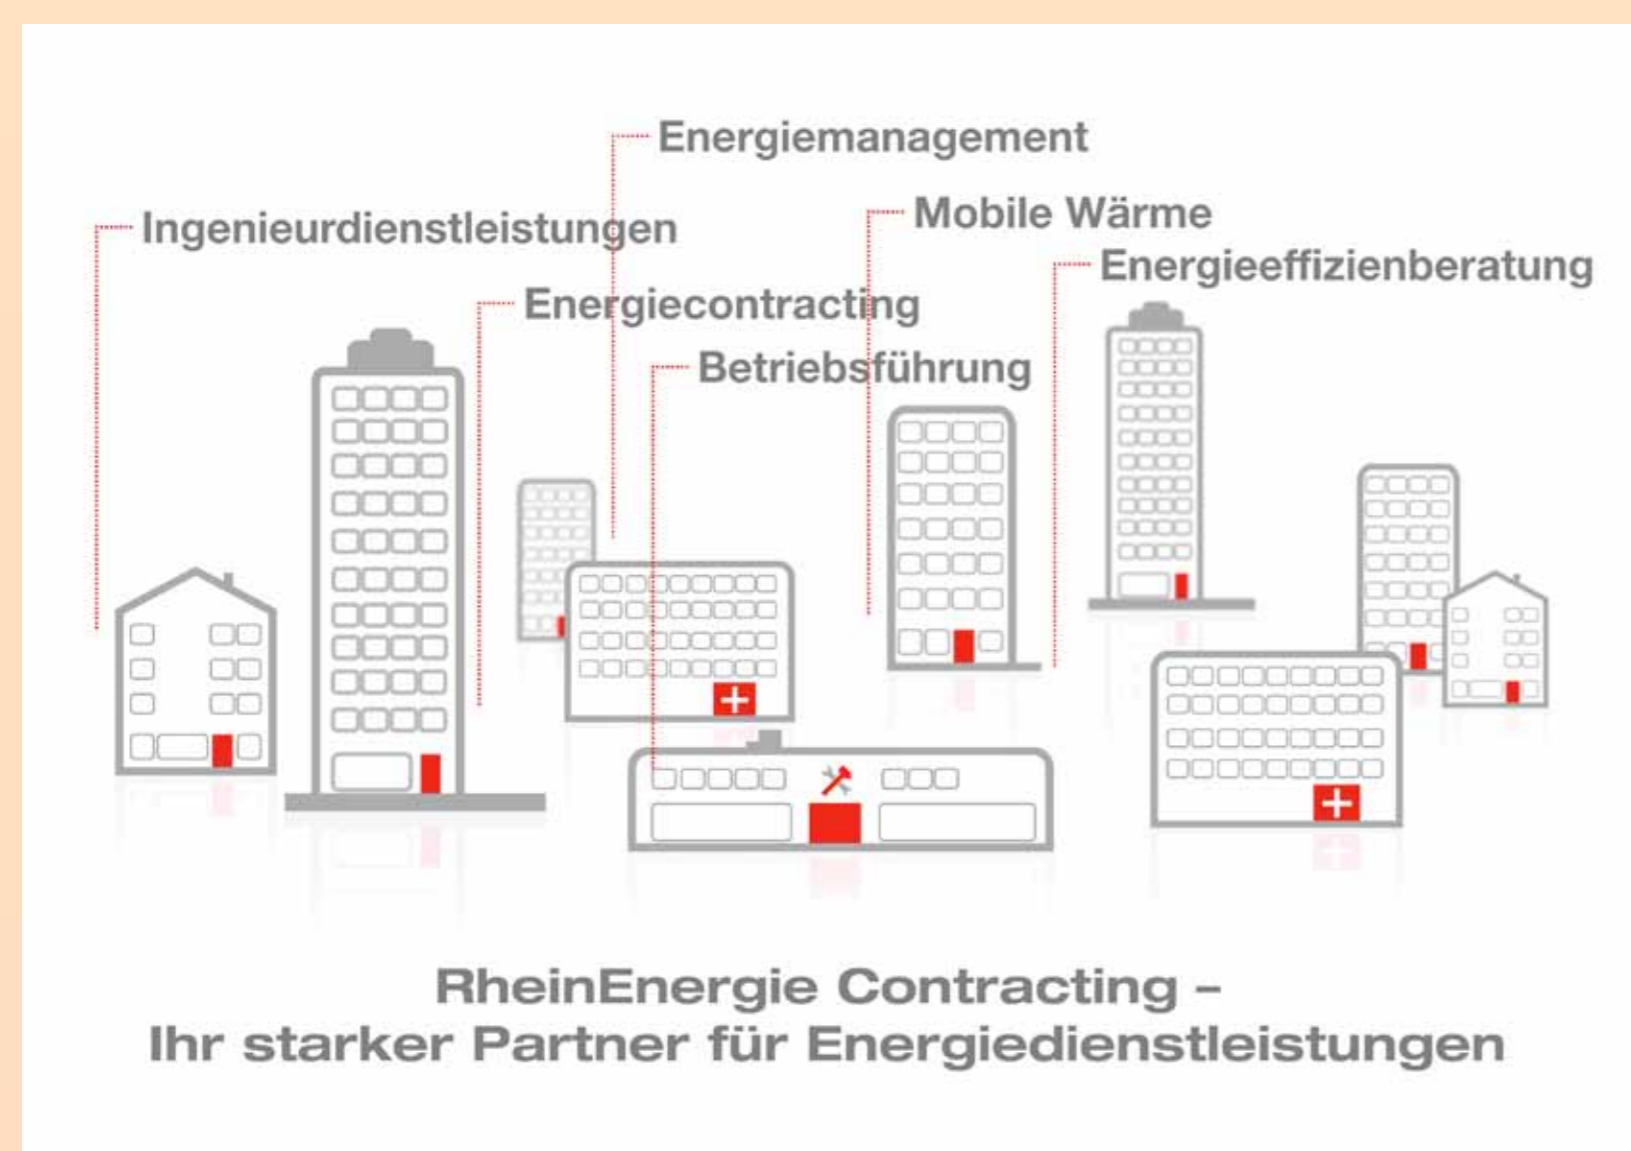 Energiemanagement
Mobile Wärme
Ingenieurdienstleistungen
Energieeffizienberatung
Energiecontracting
Betriebsführung
RheinEnergie Contracting –
Ihr starker Partner für Energiedienstleistungen